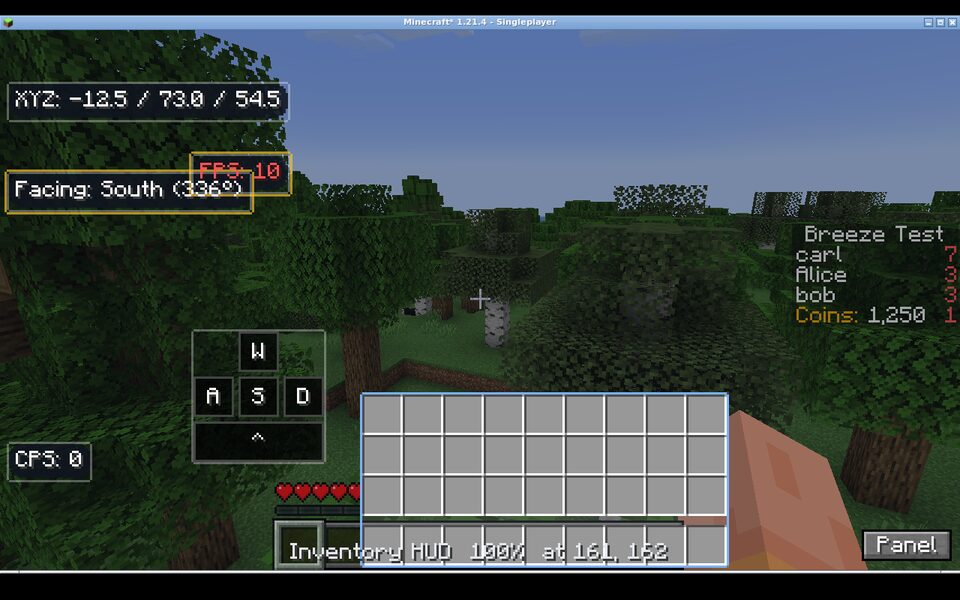 Minecraft* 1.21.4 - Singleplayer
XYZ: -12.5 / 73.0 / 54.5
FPS: 10
Facing: South (336°)
Breeze Test
carl 7
Alice 3
bob 3
Coins: 1,250 1
W
A S D
^
CPS: 0
Inventory HUD 100% at 161, 162
Panel